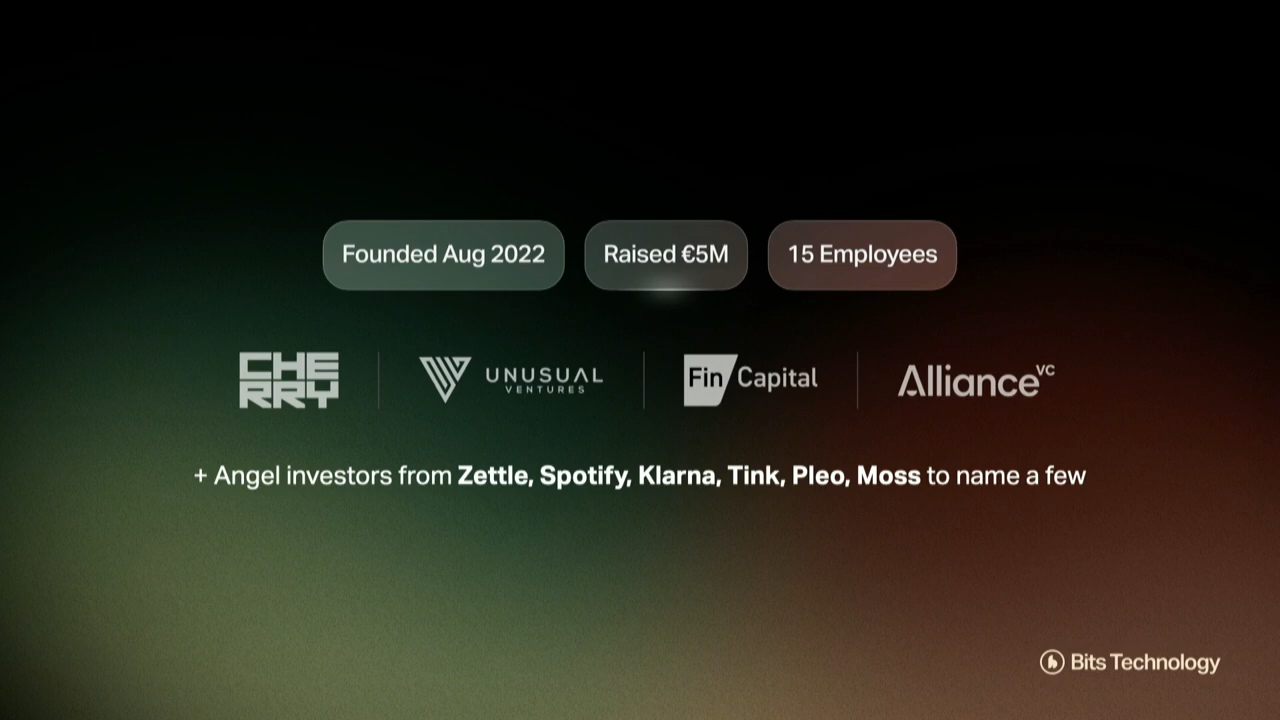 Founded Aug 2022
Raised €5M
15 Employees
CHE
RRY
UNUSUAL
VENTURES
Fin Capital
Alliance VC
+ Angel investors from Zettle, Spotify, Klarna, Tink, Pleo, Moss to name a few
Bits Technology